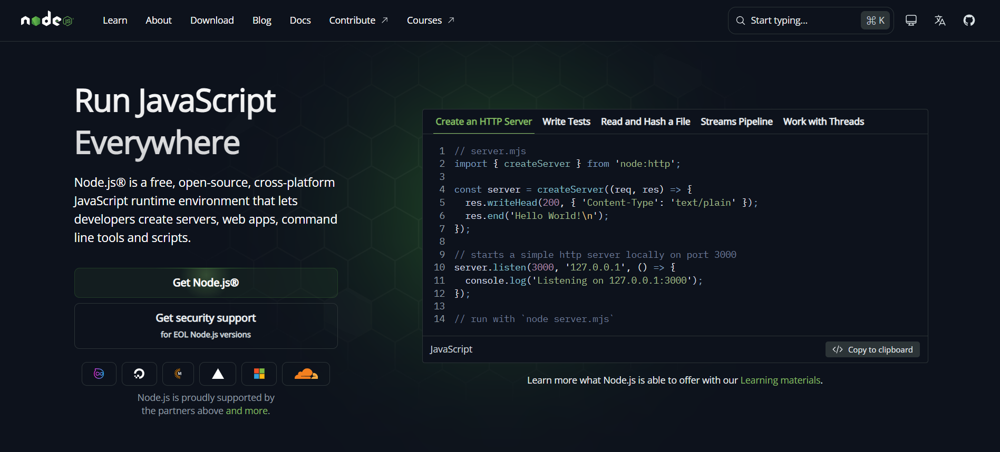 node JS
Learn About Download Blog Docs Contribute ↗ Courses ↗
Start typing... ⌘ K
Run JavaScript
Everywhere
Node.js® is a free, open-source, cross-platform
JavaScript runtime environment that lets
developers create servers, web apps, command
line tools and scripts.
Get Node.js®
Get security support
for EOL Node.js versions
M
Node.js is proudly supported by
the partners above and more.
Create an HTTP Server Write Tests Read and Hash a File Streams Pipeline Work with Threads
1 // server.mjs
2 import { createServer } from 'node:http';
3
4 const server = createServer((req, res) => {
5   res.writeHead(200, { 'Content-Type': 'text/plain' });
6   res.end('Hello World!\n');
7 });
8
9 // starts a simple http server locally on port 3000
10 server.listen(3000, '127.0.0.1', () => {
11   console.log('Listening on 127.0.0.1:3000');
12 });
13
14 // run with `node server.mjs`
JavaScript
</> Copy to clipboard
Learn more what Node.js is able to offer with our Learning materials.